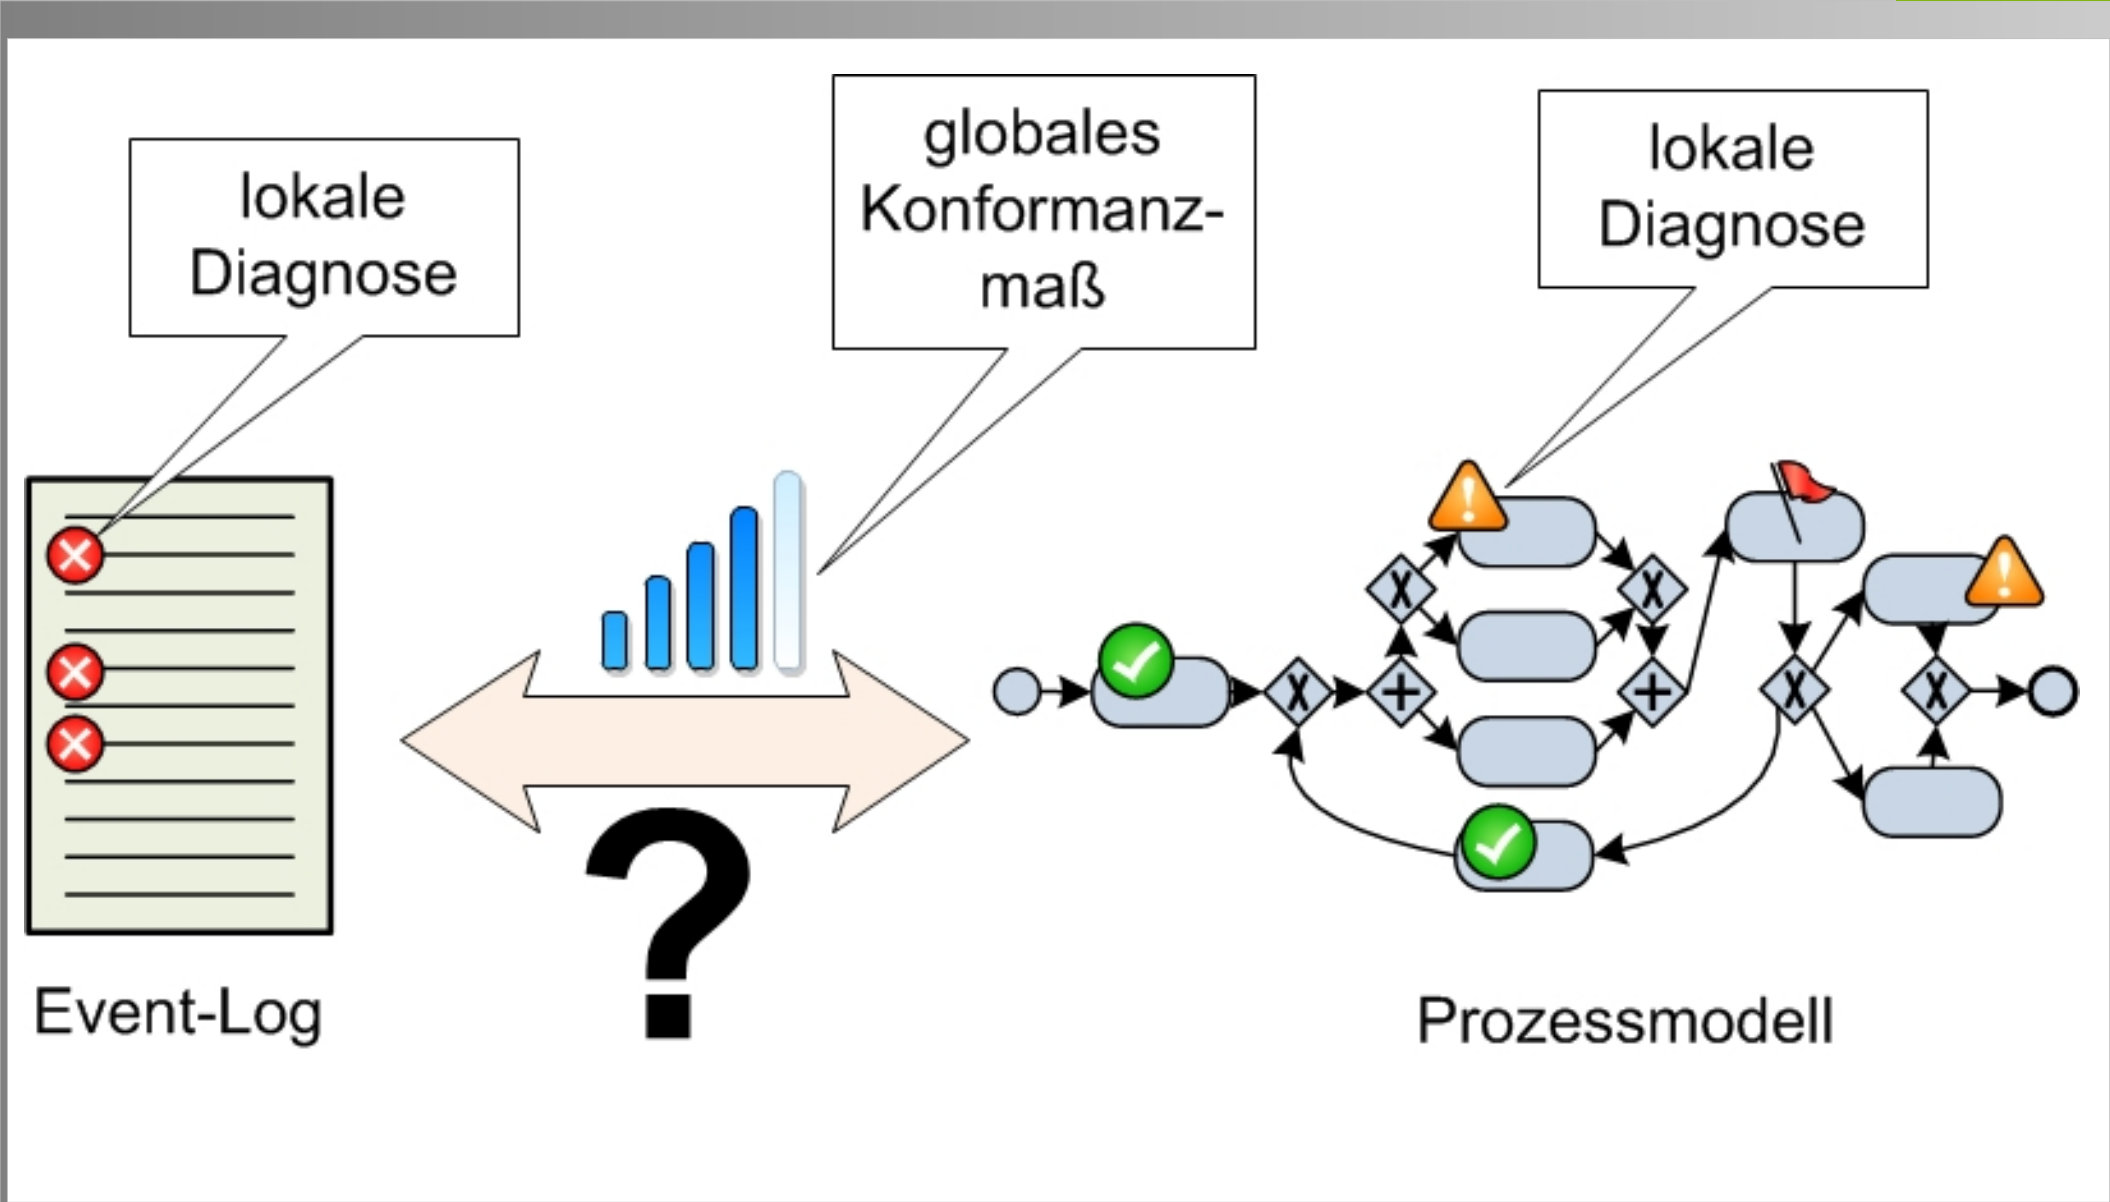 lokale
Diagnose
globales
Konformanz-
maß
lokale
Diagnose
Event-Log
?
Prozessmodell